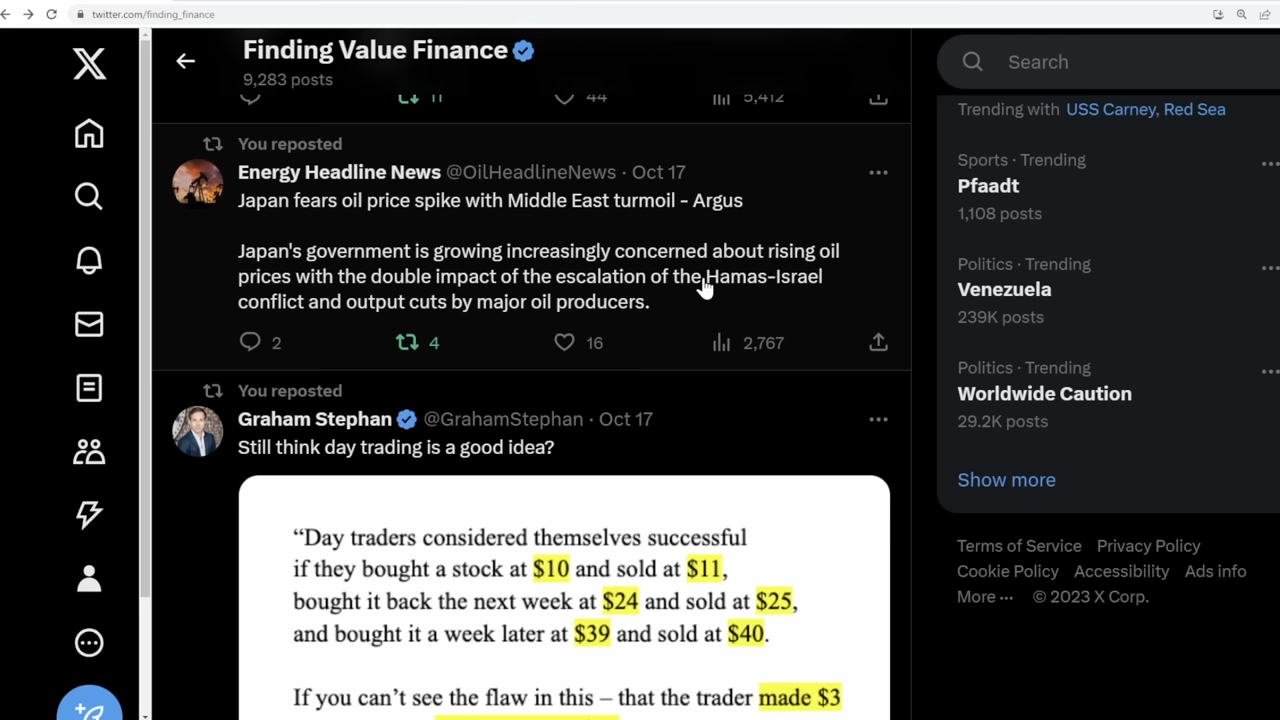 twitter.com/finding_finance
Finding Value Finance
9,283 posts
11
44
5,412
You reposted
Energy Headline News @OilHeadlineNews · Oct 17
Japan fears oil price spike with Middle East turmoil - Argus
Japan's government is growing increasingly concerned about rising oil
prices with the double impact of the escalation of the Hamas-Israel
conflict and output cuts by major oil producers.
2
4
16
2,767
You reposted
Graham Stephan @GrahamStephan · Oct 17
Still think day trading is a good idea?
“Day traders considered themselves successful
if they bought a stock at $10 and sold at $11,
bought it back the next week at $24 and sold at $25,
and bought it a week later at $39 and sold at $40.
If you can’t see the flaw in this – that the trader made $3
Search
Trending with USS Carney, Red Sea
Sports · Trending
Pfaadt
1,108 posts
Politics · Trending
Venezuela
239K posts
Politics · Trending
Worldwide Caution
29.2K posts
Show more
Terms of Service Privacy Policy
Cookie Policy Accessibility Ads info
More ··· © 2023 X Corp.